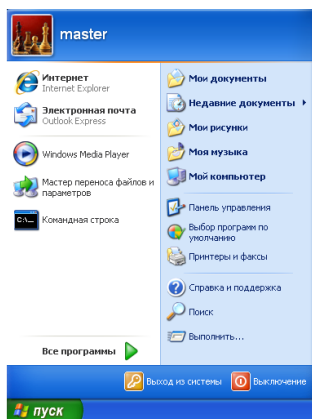 master
Интернет
Internet Explorer
Электронная почта
Outlook Express
Windows Media Player
Мастер переноса файлов и
параметров
C:\_
Командная строка
Все программы
Мои документы
Недавние документы
Мои рисунки
Моя музыка
Мой компьютер
Панель управления
Выбор программ по
умолчанию
Принтеры и факсы
Справка и поддержка
Поиск
Выполнить...
Выход из системы
Выключение
пуск